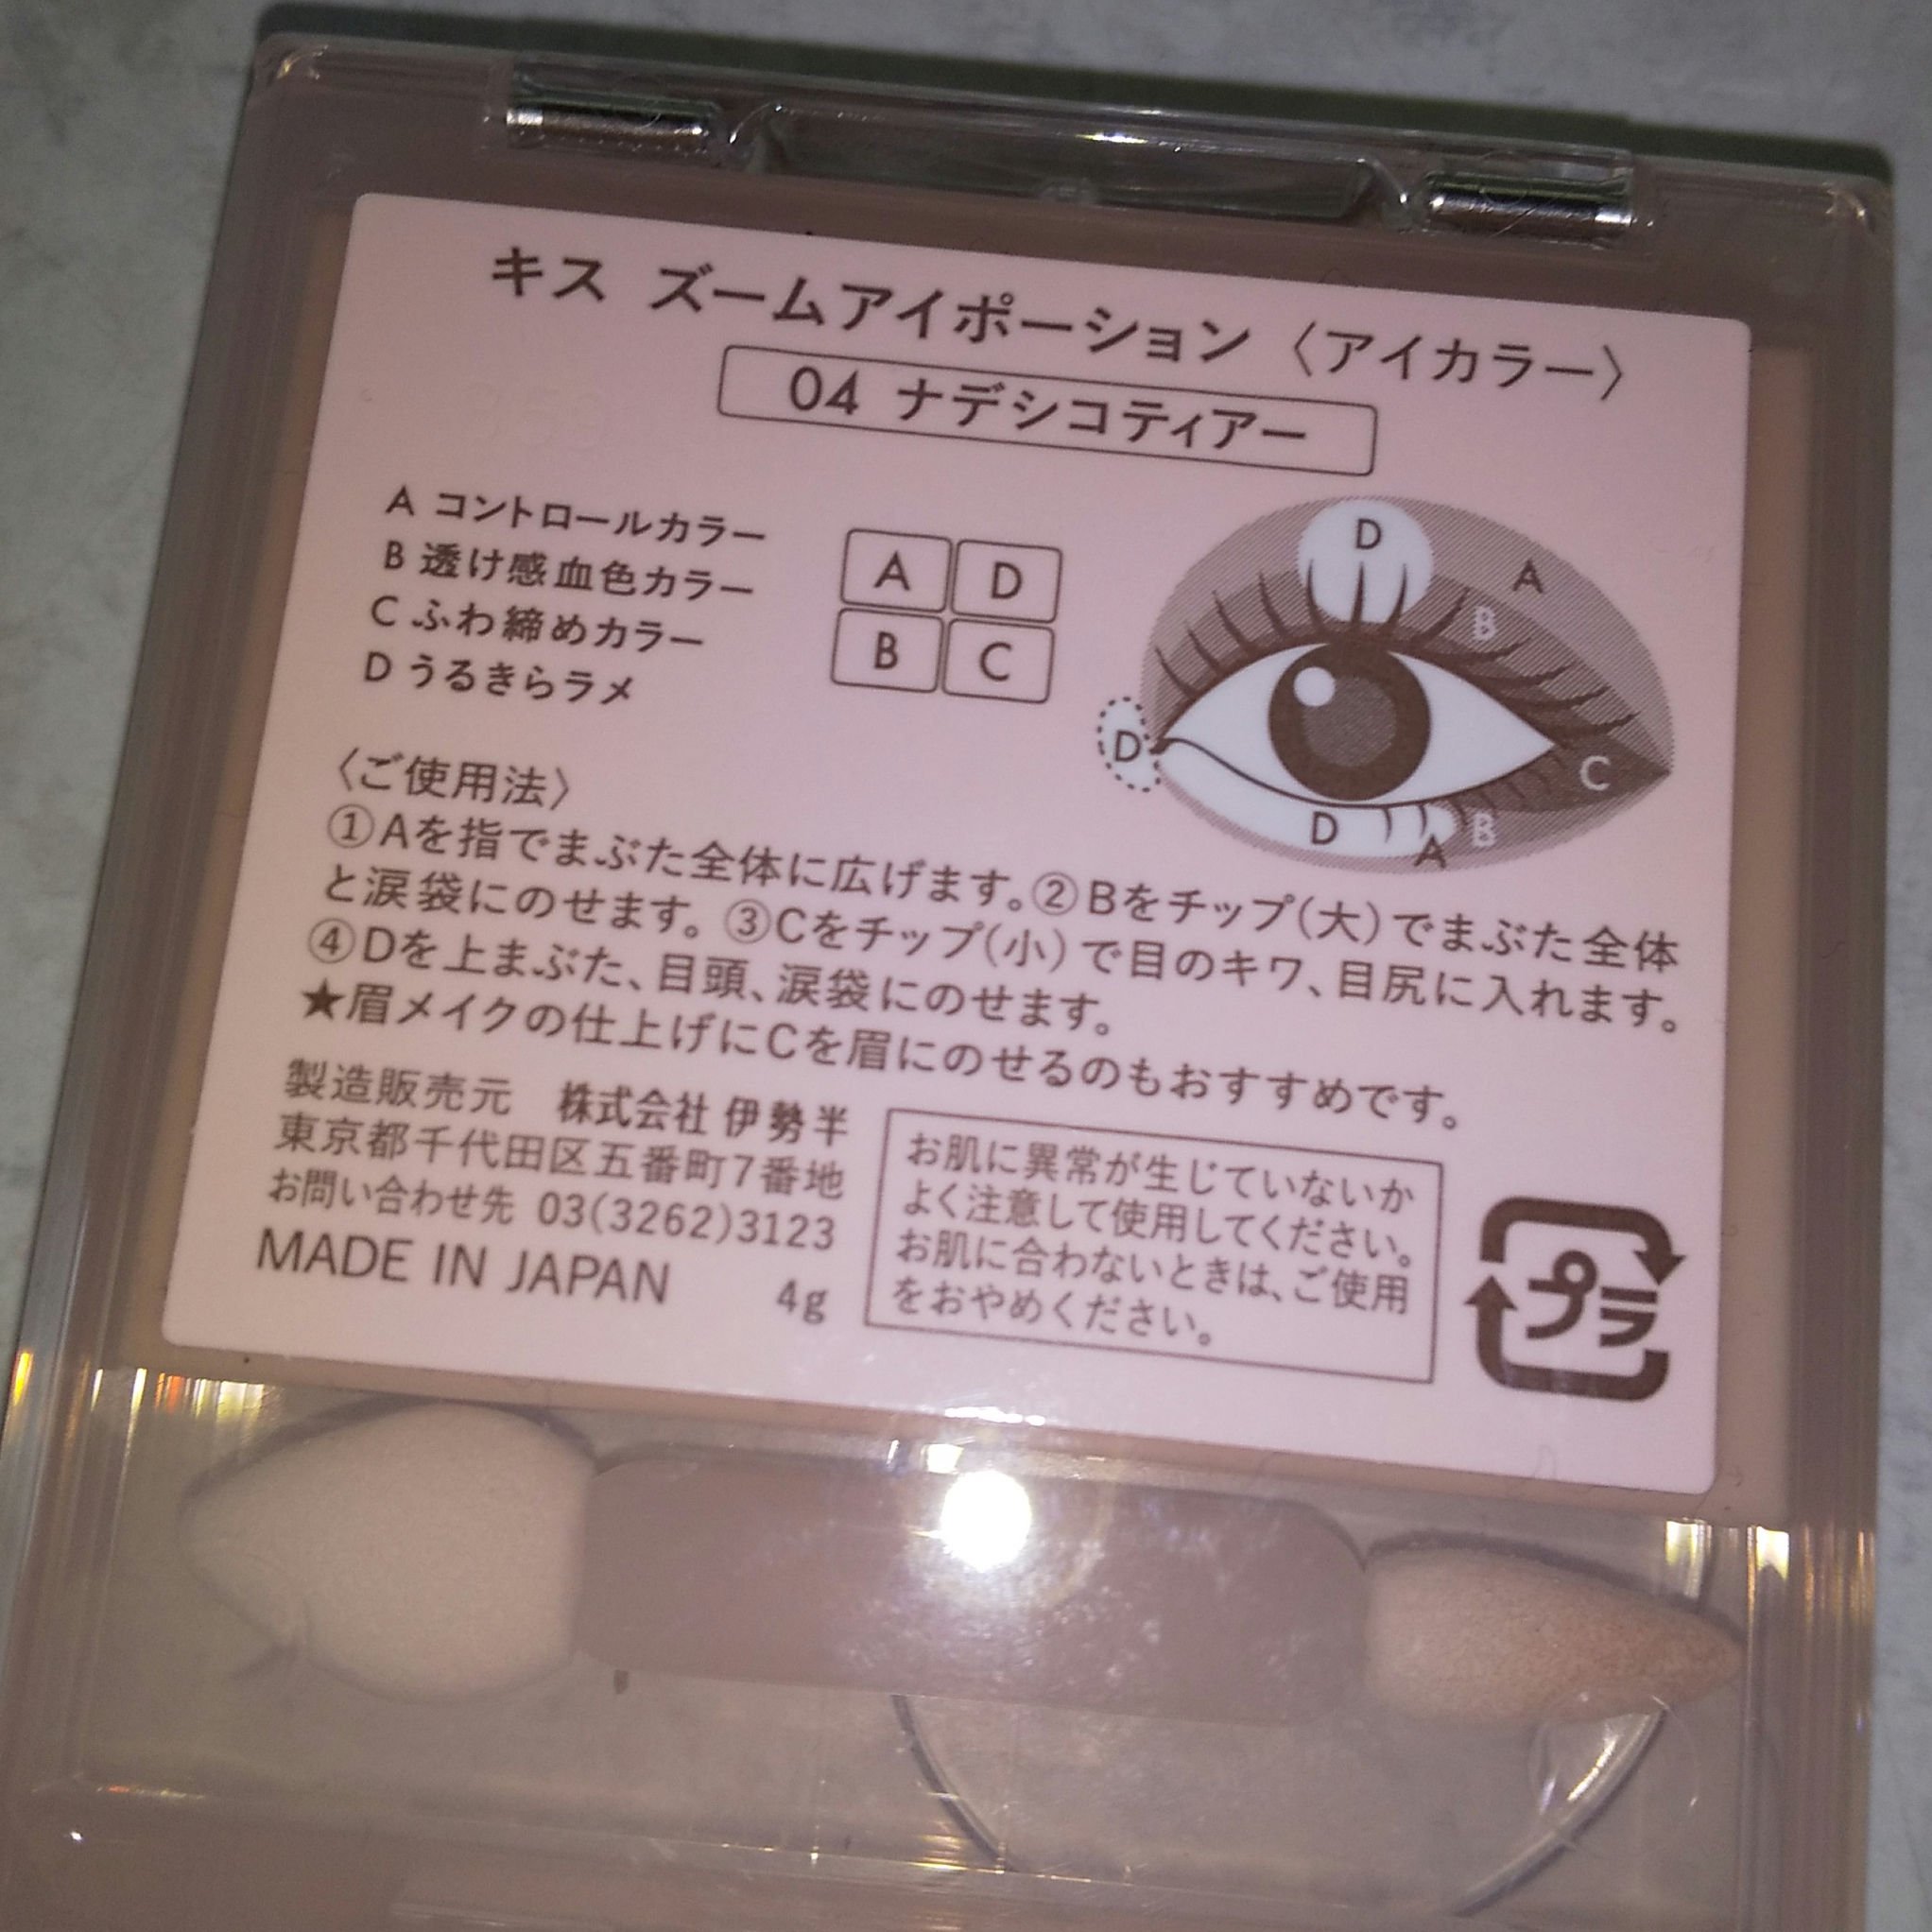 キス ズームアイポーション〈アイカラー〉
04 ナデシコティアー
A コントロールカラー
B 透け感血色カラー
C ふわ締めカラー
D うるきらラメ
A D
B C
D
A
B
D
C
D
A
B
〈ご使用法〉
①Aを指でまぶた全体に広げます。②Bをチップ(大)でまぶた全体
と涙袋にのせます。③Cをチップ(小)で目のキワ、目尻に入れます。
④Dを上まぶた、目頭、涙袋にのせます。
★眉メイクの仕上げにCを眉にのせるのもおすすめです。
製造販売元 株式会社 伊勢半
東京都千代田区五番町7番地
お問い合わせ先 03(3262)3123
MADE IN JAPAN 4g
お肌に異常が生じていないか
よく注意して使用してください。
お肌に合わないときは、ご使用
をおやめください。
プラ